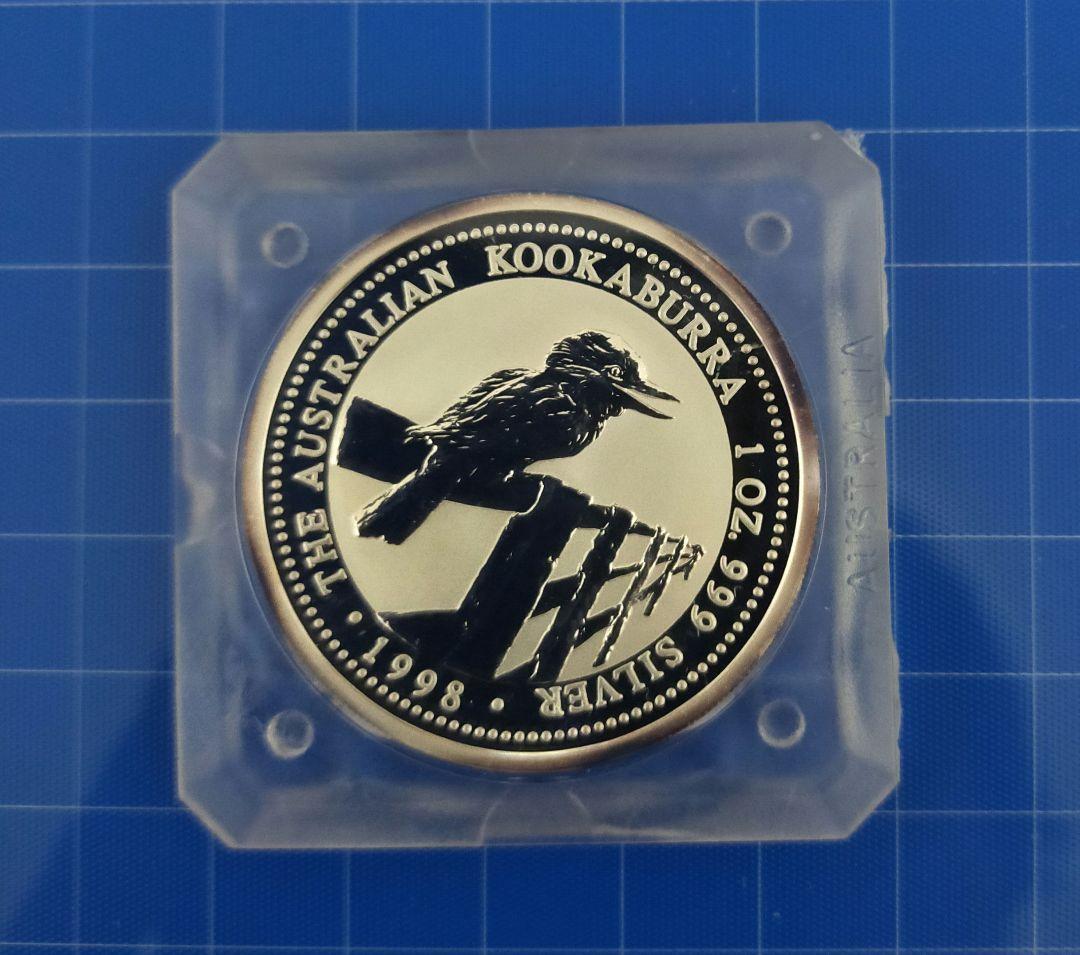 THE AUSTRALIAN KOOKABURRA 1 OZ. 999 SILVER • 1998 •
AUSTRALIA